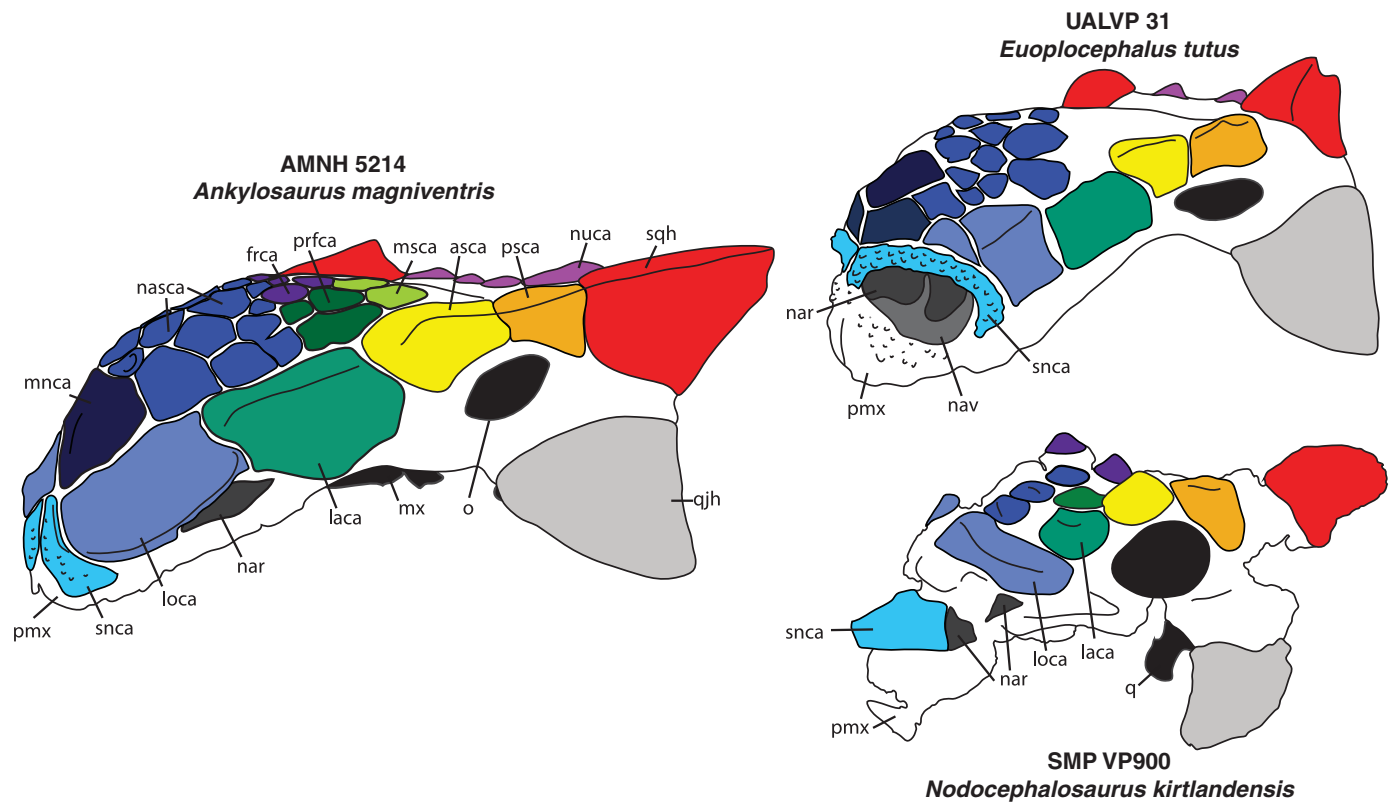 AMNH 5214
Ankylosaurus magniventris
frca
prfca
msca
asca
psca
nuca
sqh
nasca
mnca
laca
mx
o
qjh
nar
loca
snca
pmx
UALVP 31
Euoplocephalus tutus
nar
snca
pmx
nav
snca
nar
loca
laca
q
pmx
SMP VP900
Nodocephalosaurus kirtlandensis